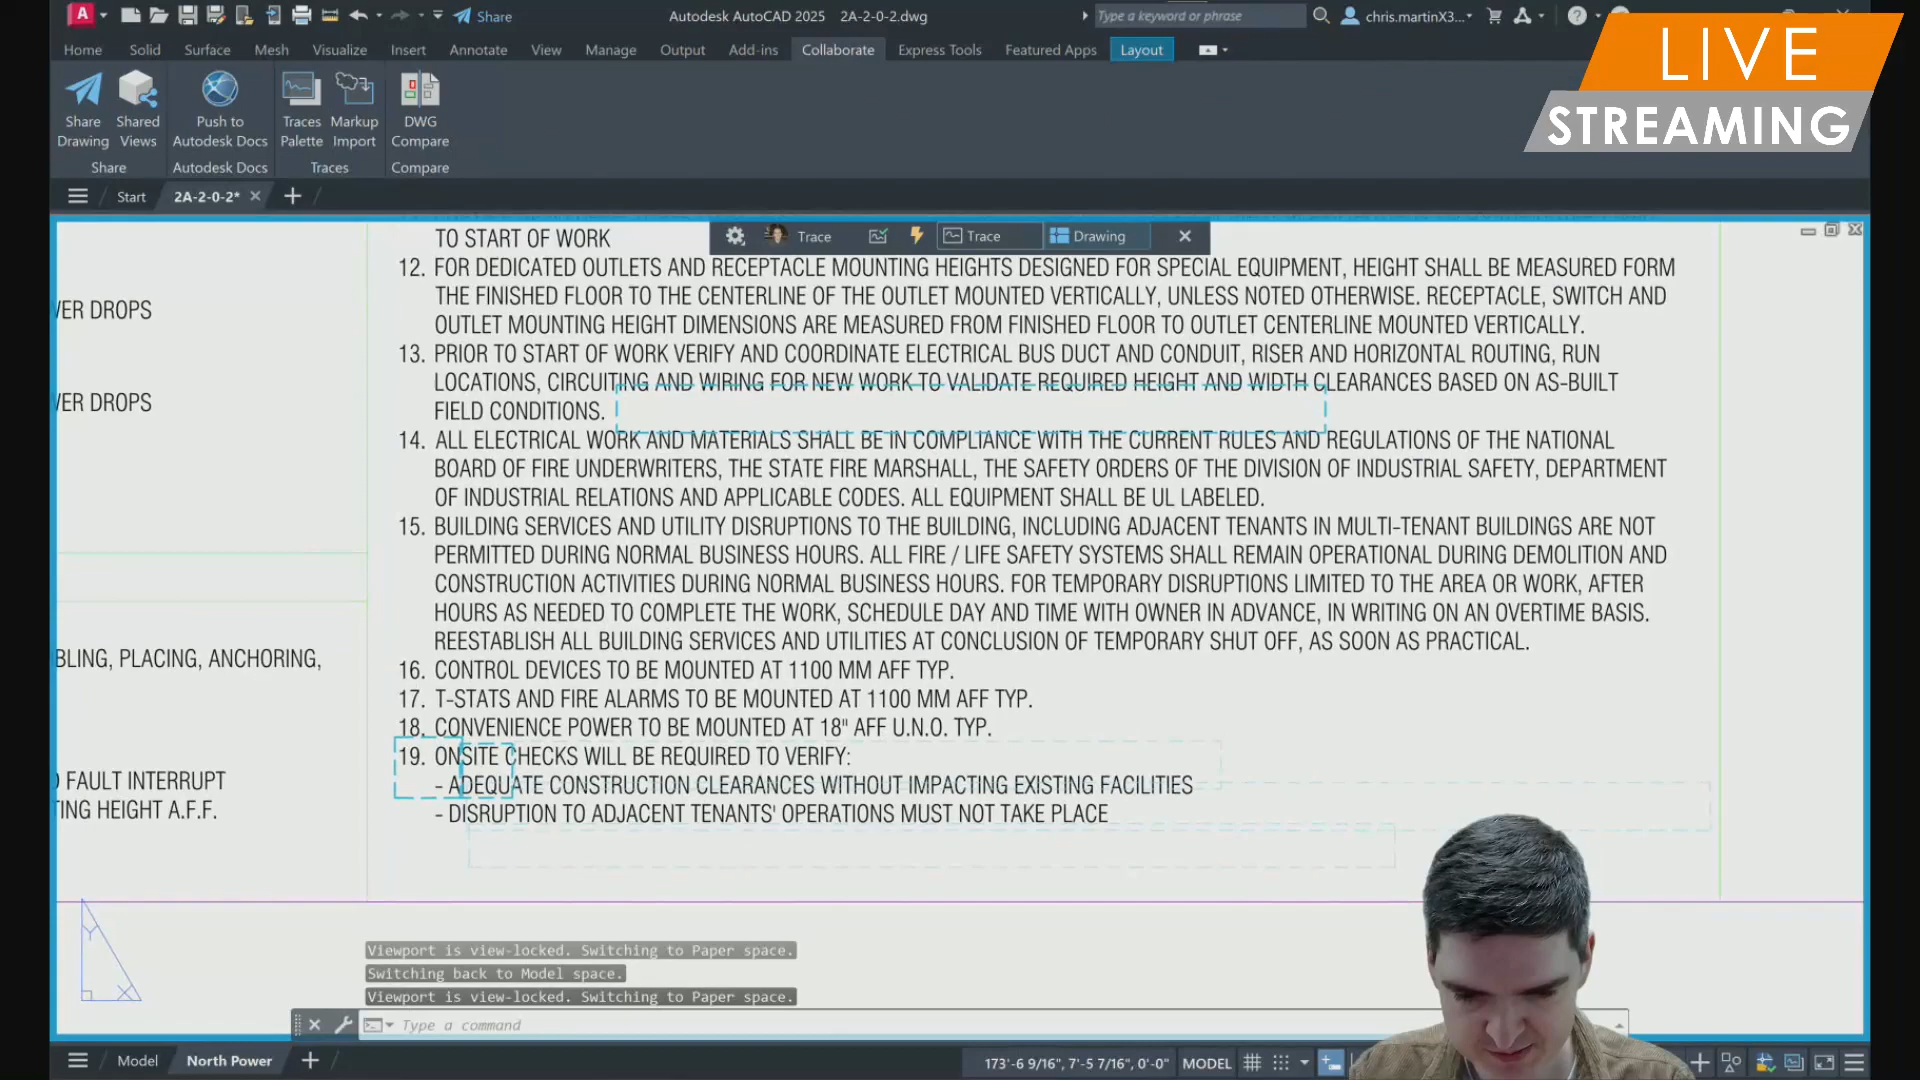 Share
Autodesk AutoCAD 2025 2A-2-0-2.dwg
Type a keyword or phrase
chris.martinX3...
LIVE
STREAMING
Home Solid Surface Mesh Visualize Insert Annotate View Manage Output Add-ins Collaborate Express Tools Featured Apps Layout
Share Drawing
Shared Views
Push to Autodesk Docs
Traces Palette
Markup Import
DWG Compare
Share Autodesk Docs Traces Compare
Start 2A-2-0-2*
Trace Trace Drawing
VER DROPS
VER DROPS
BLING, PLACING, ANCHORING,
FAULT INTERRUPT
TING HEIGHT A.F.F.
TO START OF WORK
12. FOR DEDICATED OUTLETS AND RECEPTACLE MOUNTING HEIGHTS DESIGNED FOR SPECIAL EQUIPMENT, HEIGHT SHALL BE MEASURED FORM
THE FINISHED FLOOR TO THE CENTERLINE OF THE OUTLET MOUNTED VERTICALLY, UNLESS NOTED OTHERWISE. RECEPTACLE, SWITCH AND
OUTLET MOUNTING HEIGHT DIMENSIONS ARE MEASURED FROM FINISHED FLOOR TO OUTLET CENTERLINE MOUNTED VERTICALLY.
13. PRIOR TO START OF WORK VERIFY AND COORDINATE ELECTRICAL BUS DUCT AND CONDUIT, RISER AND HORIZONTAL ROUTING, RUN
LOCATIONS, CIRCUITING AND WIRING FOR NEW WORK TO VALIDATE REQUIRED HEIGHT AND WIDTH CLEARANCES BASED ON AS-BUILT
FIELD CONDITIONS.
14. ALL ELECTRICAL WORK AND MATERIALS SHALL BE IN COMPLIANCE WITH THE CURRENT RULES AND REGULATIONS OF THE NATIONAL
BOARD OF FIRE UNDERWRITERS, THE STATE FIRE MARSHALL, THE SAFETY ORDERS OF THE DIVISION OF INDUSTRIAL SAFETY, DEPARTMENT
OF INDUSTRIAL RELATIONS AND APPLICABLE CODES. ALL EQUIPMENT SHALL BE UL LABELED.
15. BUILDING SERVICES AND UTILITY DISRUPTIONS TO THE BUILDING, INCLUDING ADJACENT TENANTS IN MULTI-TENANT BUILDINGS ARE NOT
PERMITTED DURING NORMAL BUSINESS HOURS. ALL FIRE / LIFE SAFETY SYSTEMS SHALL REMAIN OPERATIONAL DURING DEMOLITION AND
CONSTRUCTION ACTIVITIES DURING NORMAL BUSINESS HOURS. FOR TEMPORARY DISRUPTIONS LIMITED TO THE AREA OR WORK, AFTER
HOURS AS NEEDED TO COMPLETE THE WORK, SCHEDULE DAY AND TIME WITH OWNER IN ADVANCE, IN WRITING ON AN OVERTIME BASIS.
REESTABLISH ALL BUILDING SERVICES AND UTILITIES AT CONCLUSION OF TEMPORARY SHUT OFF, AS SOON AS PRACTICAL.
16. CONTROL DEVICES TO BE MOUNTED AT 1100 MM AFF TYP.
17. T-STATS AND FIRE ALARMS TO BE MOUNTED AT 1100 MM AFF TYP.
18. CONVENIENCE POWER TO BE MOUNTED AT 18" AFF U.N.O. TYP.
19. ONSITE CHECKS WILL BE REQUIRED TO VERIFY:
- ADEQUATE CONSTRUCTION CLEARANCES WITHOUT IMPACTING EXISTING FACILITIES
- DISRUPTION TO ADJACENT TENANTS' OPERATIONS MUST NOT TAKE PLACE
Y
X
Viewport is view-locked. Switching to Paper space.
Switching back to Model space.
Viewport is view-locked. Switching to Paper space.
Type a command
Model North Power
173'-6 9/16", 7'-5 7/16", 0'-0" MODEL